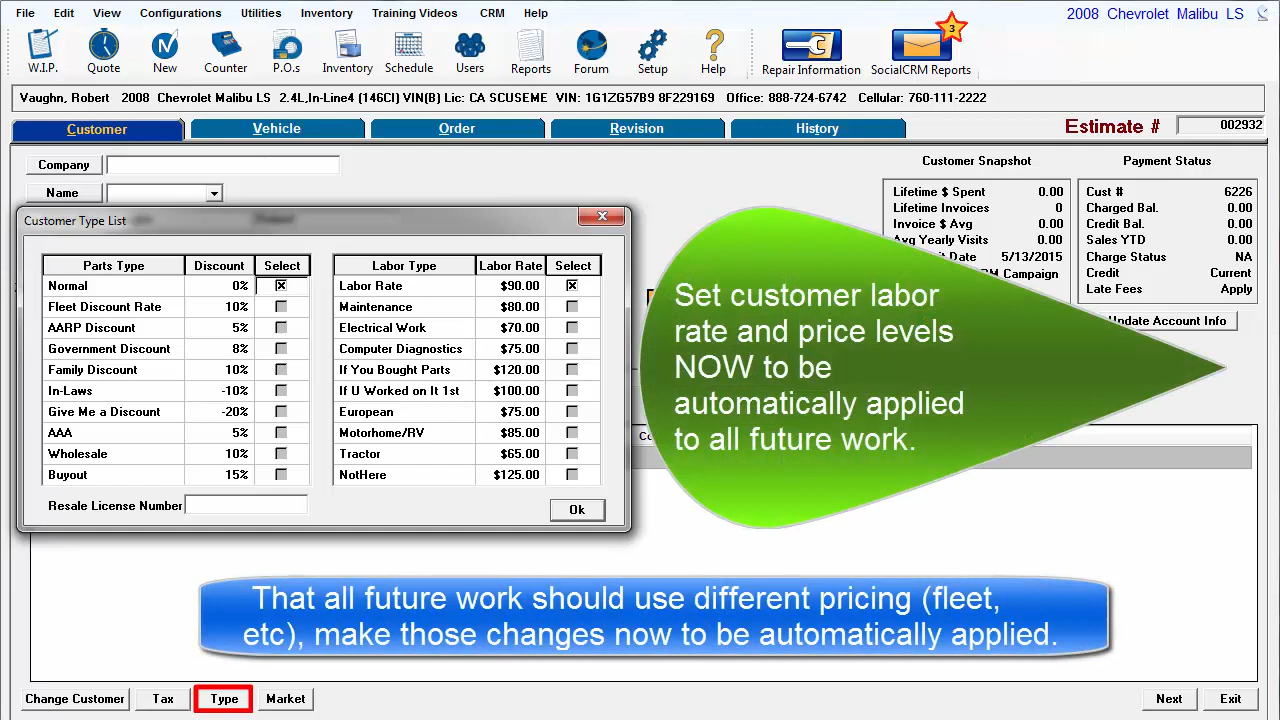 File Edit View Configurations Utilities Inventory Training Videos CRM Help
2008 Chevrolet Malibu LS
3
W.I.P. Quote New Counter P.O.s Inventory Schedule Users Reports Forum Setup Help Repair Information SocialCRM Reports
Vaughn, Robert 2008 Chevrolet Malibu LS 2.4L,In-Line4 (146CI) VIN(B) Lic: CA SCUSEME VIN: 1G1ZG57B9 8F229169 Office: 888-724-6742 Cellular: 760-111-2222
Customer Vehicle Order Revision History Estimate # 002932
Company
Name
Customer Snapshot
Lifetime $ Spent 0.00
Lifetime Invoices 0
Invoice $ Avg 0.00
Avg Yearly Visits 0.00
Date 5/13/2015
Campaign
Payment Status
Cust # 6226
Charged Bal. 0.00
Credit Bal. 0.00
Sales YTD 0.00
Charge Status NA
Credit Current
Late Fees Apply
Update Account Info
Customer Type List
Parts Type Discount Select
Normal 0%
Fleet Discount Rate 10%
AARP Discount 5%
Government Discount 8%
Family Discount 10%
In-Laws -10%
Give Me a Discount -20%
AAA 5%
Wholesale 10%
Buyout 15%
Resale License Number
Labor Type Labor Rate Select
Labor Rate $90.00
Maintenance $80.00
Electrical Work $70.00
Computer Diagnostics $75.00
If You Bought Parts $120.00
If U Worked on It 1st $100.00
European $75.00
Motorhome/RV $85.00
Tractor $65.00
NotHere $125.00
Ok
Set customer labor
rate and price levels
NOW to be
automatically applied
to all future work.
That all future work should use different pricing (fleet,
etc), make those changes now to be automatically applied.
Change Customer Tax Type Market Next Exit